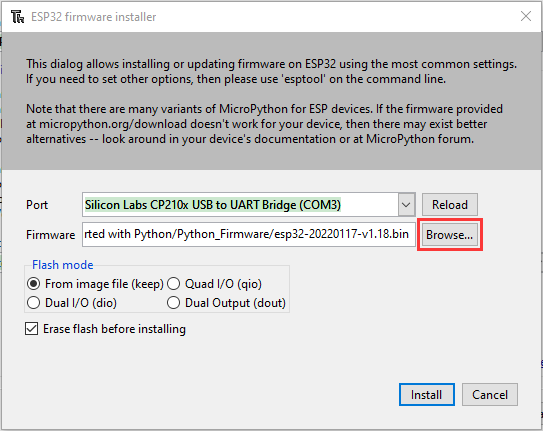 ESP32 firmware installer
This dialog allows installing or updating firmware on ESP32 using the most common settings.
If you need to set other options, then please use 'esptool' on the command line.
Note that there are many variants of MicroPython for ESP devices. If the firmware provided
at micropython.org/download doesn't work for your device, then there may exist better
alternatives -- look around in your device's documentation or at MicroPython forum.
Port Silicon Labs CP210x USB to UART Bridge (COM3) Reload
Firmware rted with Python/Python_Firmware/esp32-20220117-v1.18.bin Browse...
Flash mode
From image file (keep) Quad I/O (qio)
Dual I/O (dio) Dual Output (dout)
Erase flash before installing
Install Cancel